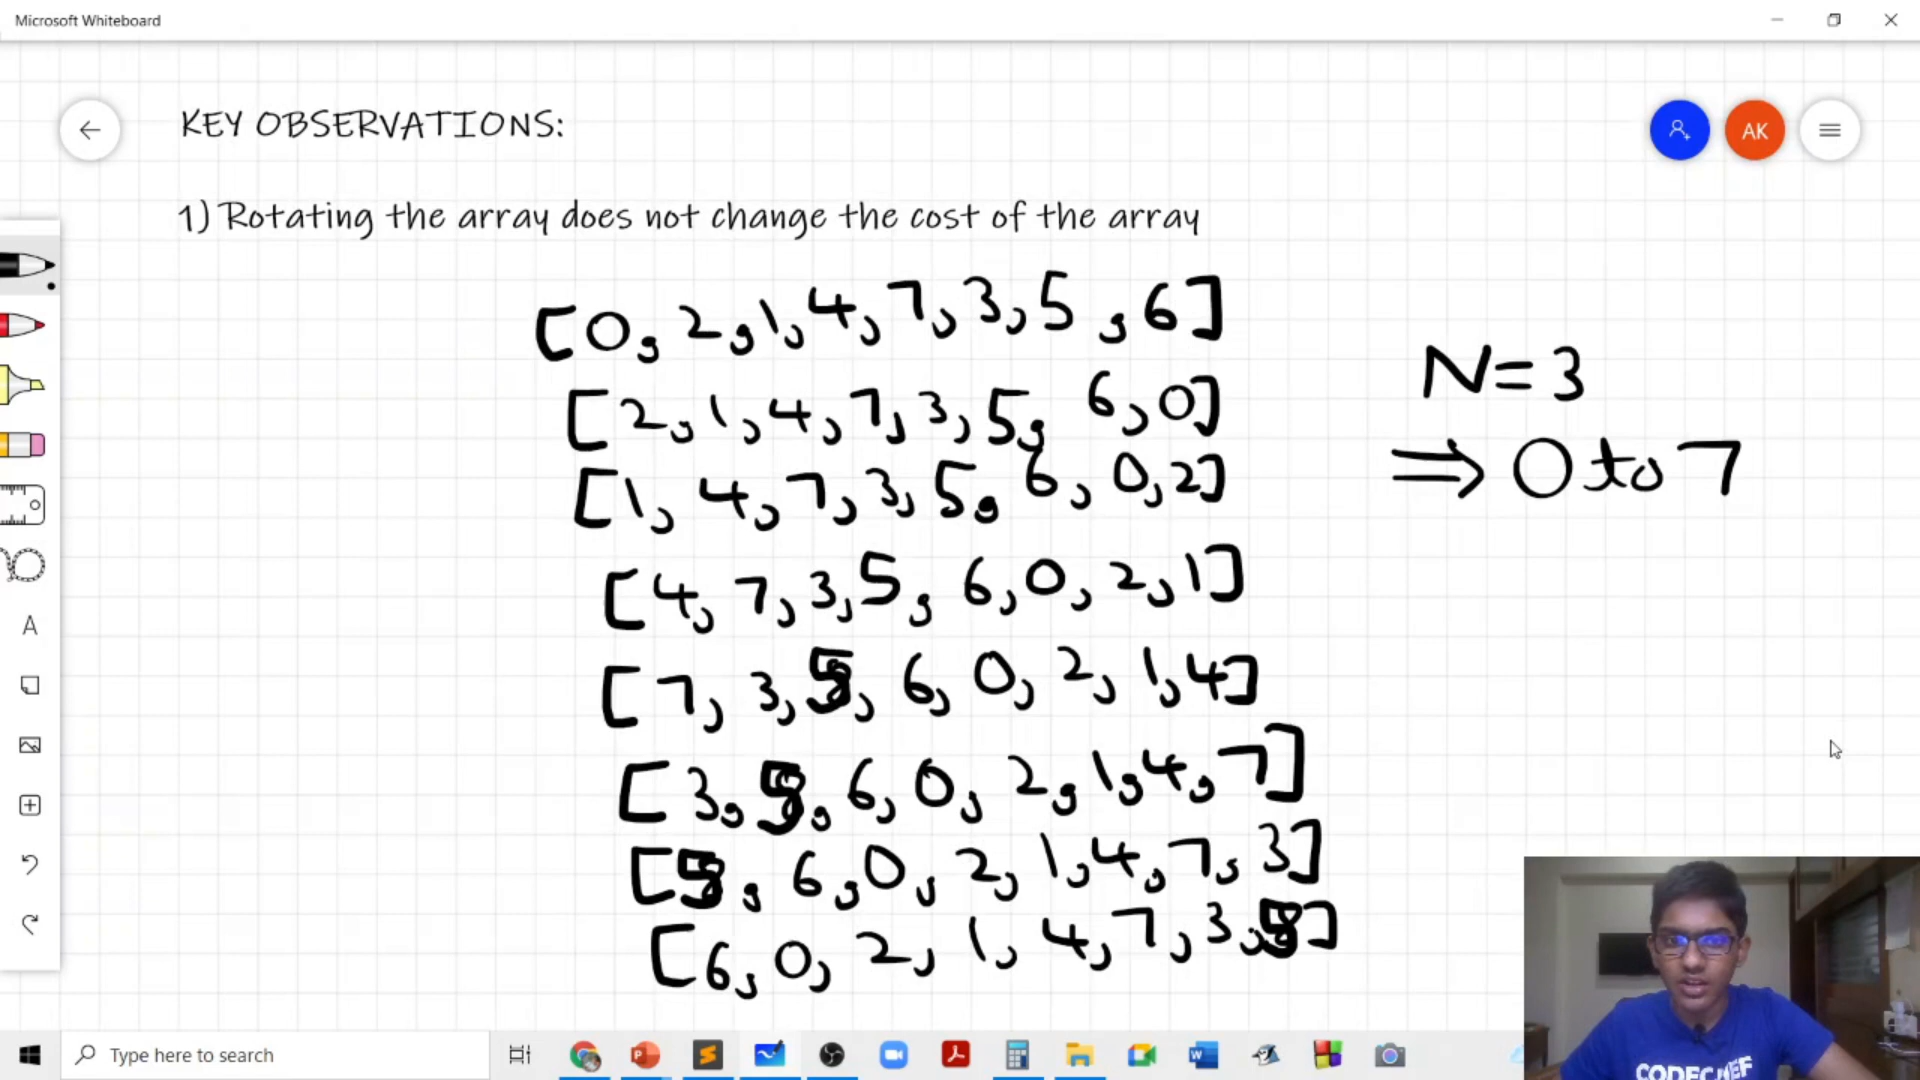 Microsoft Whiteboard
KEY OBSERVATIONS:
AK
1) Rotating the array does not change the cost of the array
[0, 2, 1, 4, 7, 3, 5, 6]
[2, 1, 4, 7, 3, 5, 6, 0]
[1, 4, 7, 3, 5, 6, 0, 2]
[4, 7, 3, 5, 6, 0, 2, 1]
[7, 3, 5, 6, 0, 2, 1, 4]
[3, 5, 6, 0, 2, 1, 4, 7]
[5, 6, 0, 2, 1, 4, 7, 3]
[6, 0, 2, 1, 4, 7, 3, 5]
N=3
⇒ 0 to 7
A
CODECHEF
Type here to search